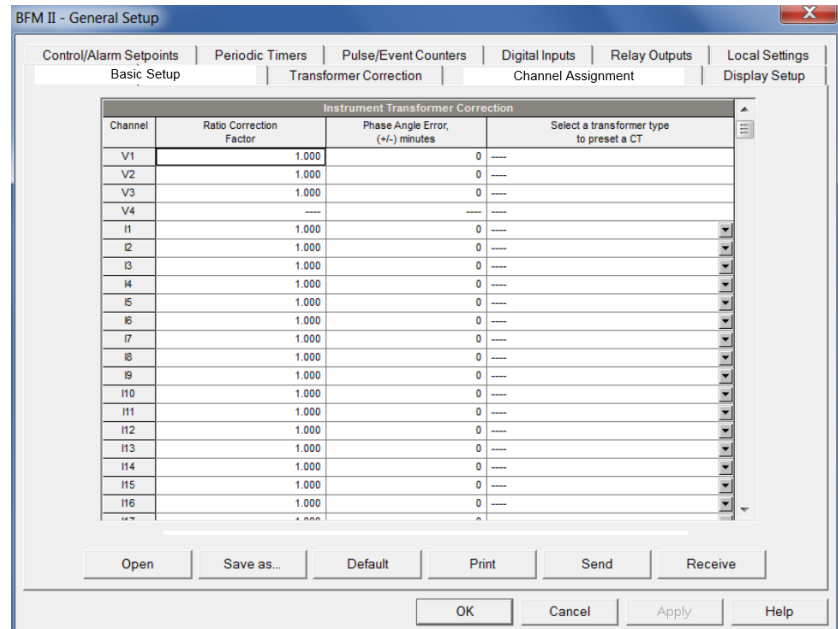 BFM II - General Setup
Control/Alarm Setpoints Periodic Timers Pulse/Event Counters Digital Inputs Relay Outputs Local Settings
Basic Setup Transformer Correction Channel Assignment Display Setup
Instrument Transformer Correction
Channel Ratio Correction Factor Phase Angle Error, (+/-) minutes Select a transformer type to preset a CT
V1 1.000 0 ----
V2 1.000 0 ----
V3 1.000 0 ----
V4 ---- ---- ----
I1 1.000 0 ----
I2 1.000 0 ----
I3 1.000 0 ----
I4 1.000 0 ----
I5 1.000 0 ----
I6 1.000 0 ----
I7 1.000 0 ----
I8 1.000 0 ----
I9 1.000 0 ----
I10 1.000 0 ----
I11 1.000 0 ----
I12 1.000 0 ----
I13 1.000 0 ----
I14 1.000 0 ----
I15 1.000 0 ----
I16 1.000 0 ----
Open Save as... Default Print Send Receive
OK Cancel Apply Help